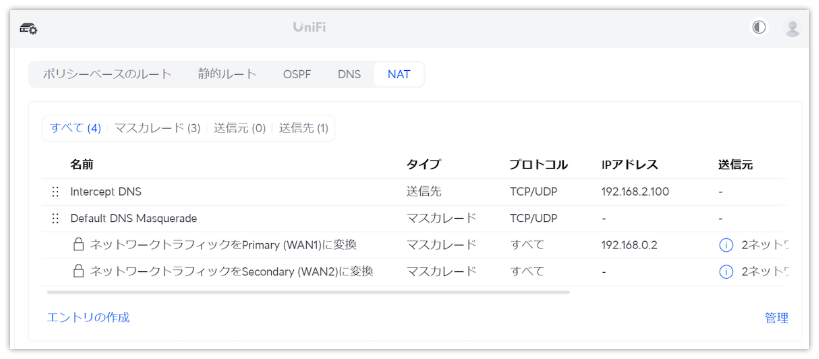 UniFi
ポリシーベースのルート 静的ルート OSPF DNS NAT
すべて (4) マスカレード (3) 送信元 (0) 送信先 (1)
名前 タイプ プロトコル IPアドレス 送信元
Intercept DNS 送信先 TCP/UDP 192.168.2.100 -
Default DNS Masquerade マスカレード TCP/UDP - -
ネットワークトラフィックをPrimary (WAN1)に変換 マスカレード すべて 192.168.0.2 2ネット
ネットワークトラフィックをSecondary (WAN2)に変換 マスカレード すべて - 2ネット
エントリの作成 管理